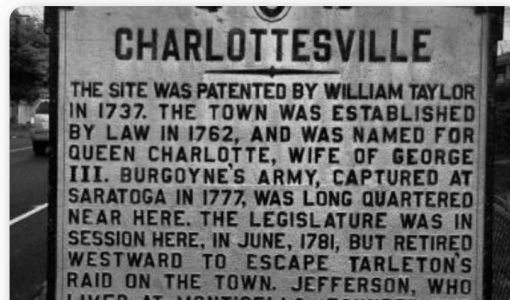 CHARLOTTESVILLE
THE SITE WAS PATENTED BY WILLIAM TAYLOR
IN 1737. THE TOWN WAS ESTABLISHED
BY LAW IN 1762, AND WAS NAMED FOR
QUEEN CHARLOTTE, WIFE OF GEORGE
III. BURGOYNE'S ARMY, CAPTURED AT
SARATOGA IN 1777, WAS LONG QUARTERED
NEAR HERE. THE LEGISLATURE WAS IN
SESSION HERE, IN JUNE, 1781, BUT RETIRED
WESTWARD TO ESCAPE TARLETON'S
RAID ON THE TOWN. JEFFERSON, WHO
LIVED AT MONTICELLO